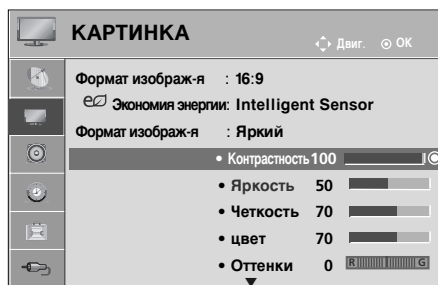 КАРТИНКА
Двиг. OK
Формат изображ-я : 16:9
Экономия энергии: Intelligent Sensor
Формат изображ-я : Яркий
• Контрастность 100
• Яркость 50
• Четкость 70
• цвет 70
• Оттенки 0 R G